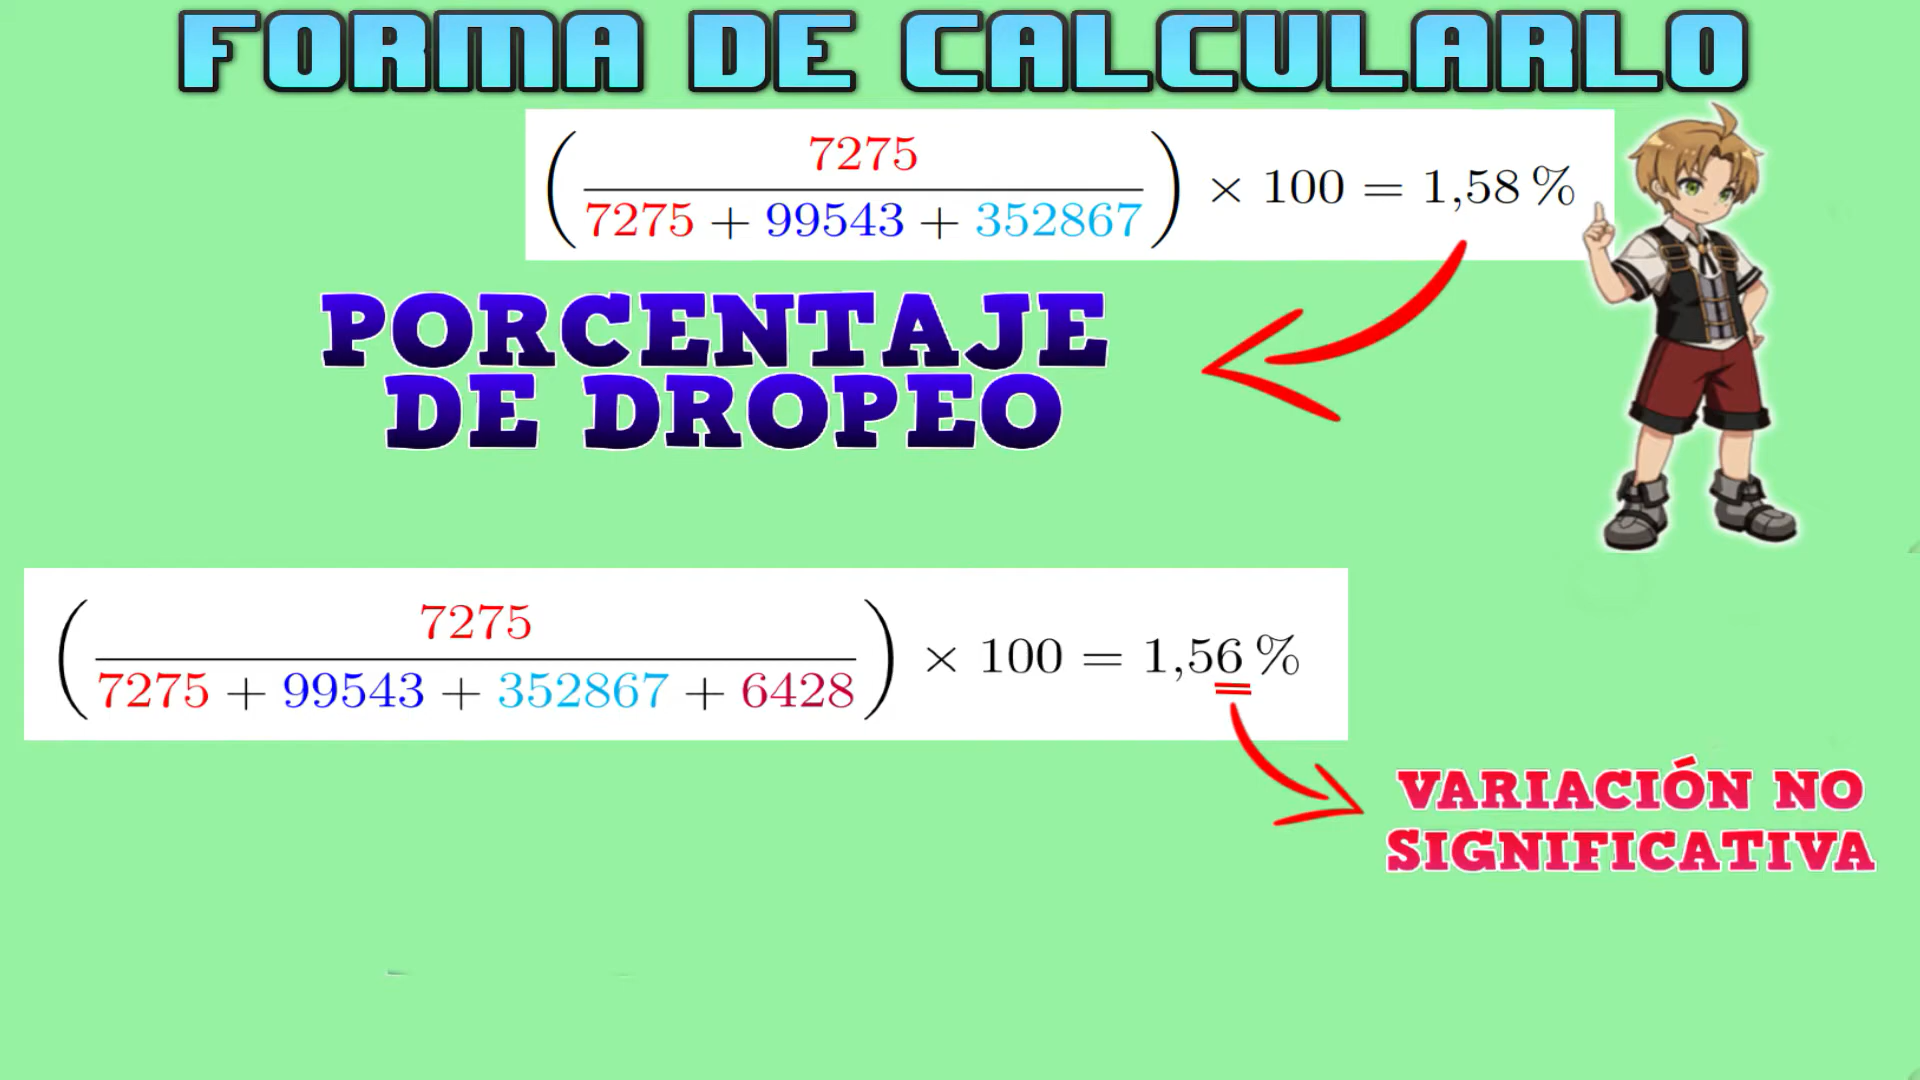 FORMA DE CALCULARLO
(7275 / (7275 + 99543 + 352867)) × 100 = 1,58 %
PORCENTAJE
DE DROPEO
(7275 / (7275 + 99543 + 352867 + 6428)) × 100 = 1,56 %
VARIACIÓN NO
SIGNIFICATIVA